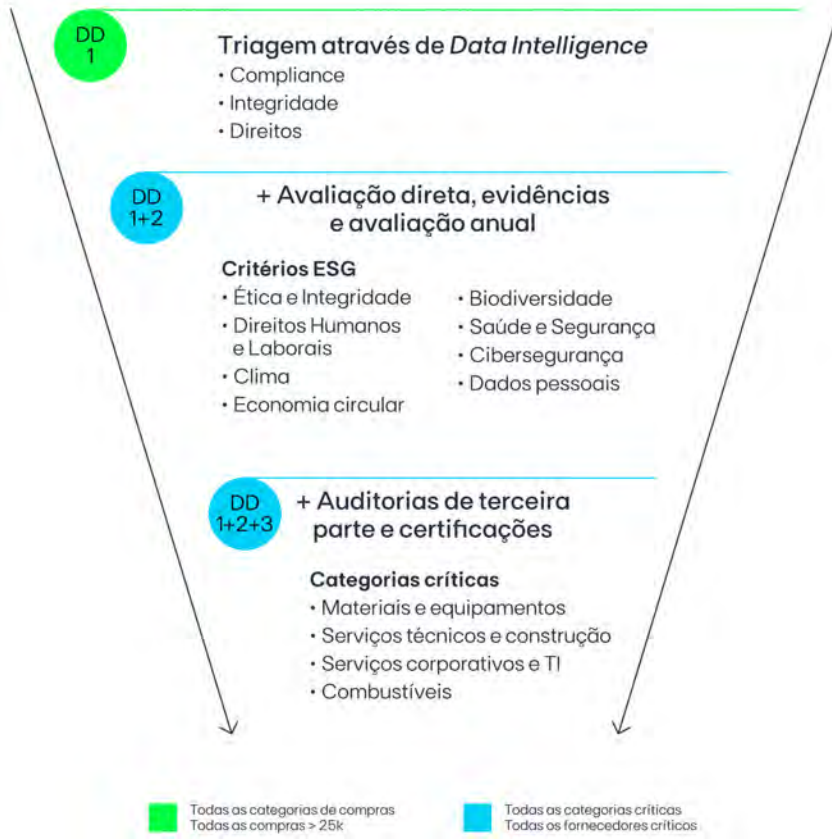 DD
1
Triagem através de Data Intelligence
• Compliance
• Integridade
• Direitos
DD
1+2
+ Avaliação direta, evidências
e avaliação anual
Critérios ESG
• Ética e Integridade
• Direitos Humanos
e Laborais
• Clima
• Economia circular
• Biodiversidade
• Saúde e Segurança
• Cibersegurança
• Dados pessoais
DD
1+2+3
+ Auditorias de terceira
parte e certificações
Categorias críticas
• Materiais e equipamentos
• Serviços técnicos e construção
• Serviços corporativos e TI
• Combustíveis
Todas as categorias de compras
Todas as compras > 25k
Todas as categorias críticas
Todas os fornecedores críticos